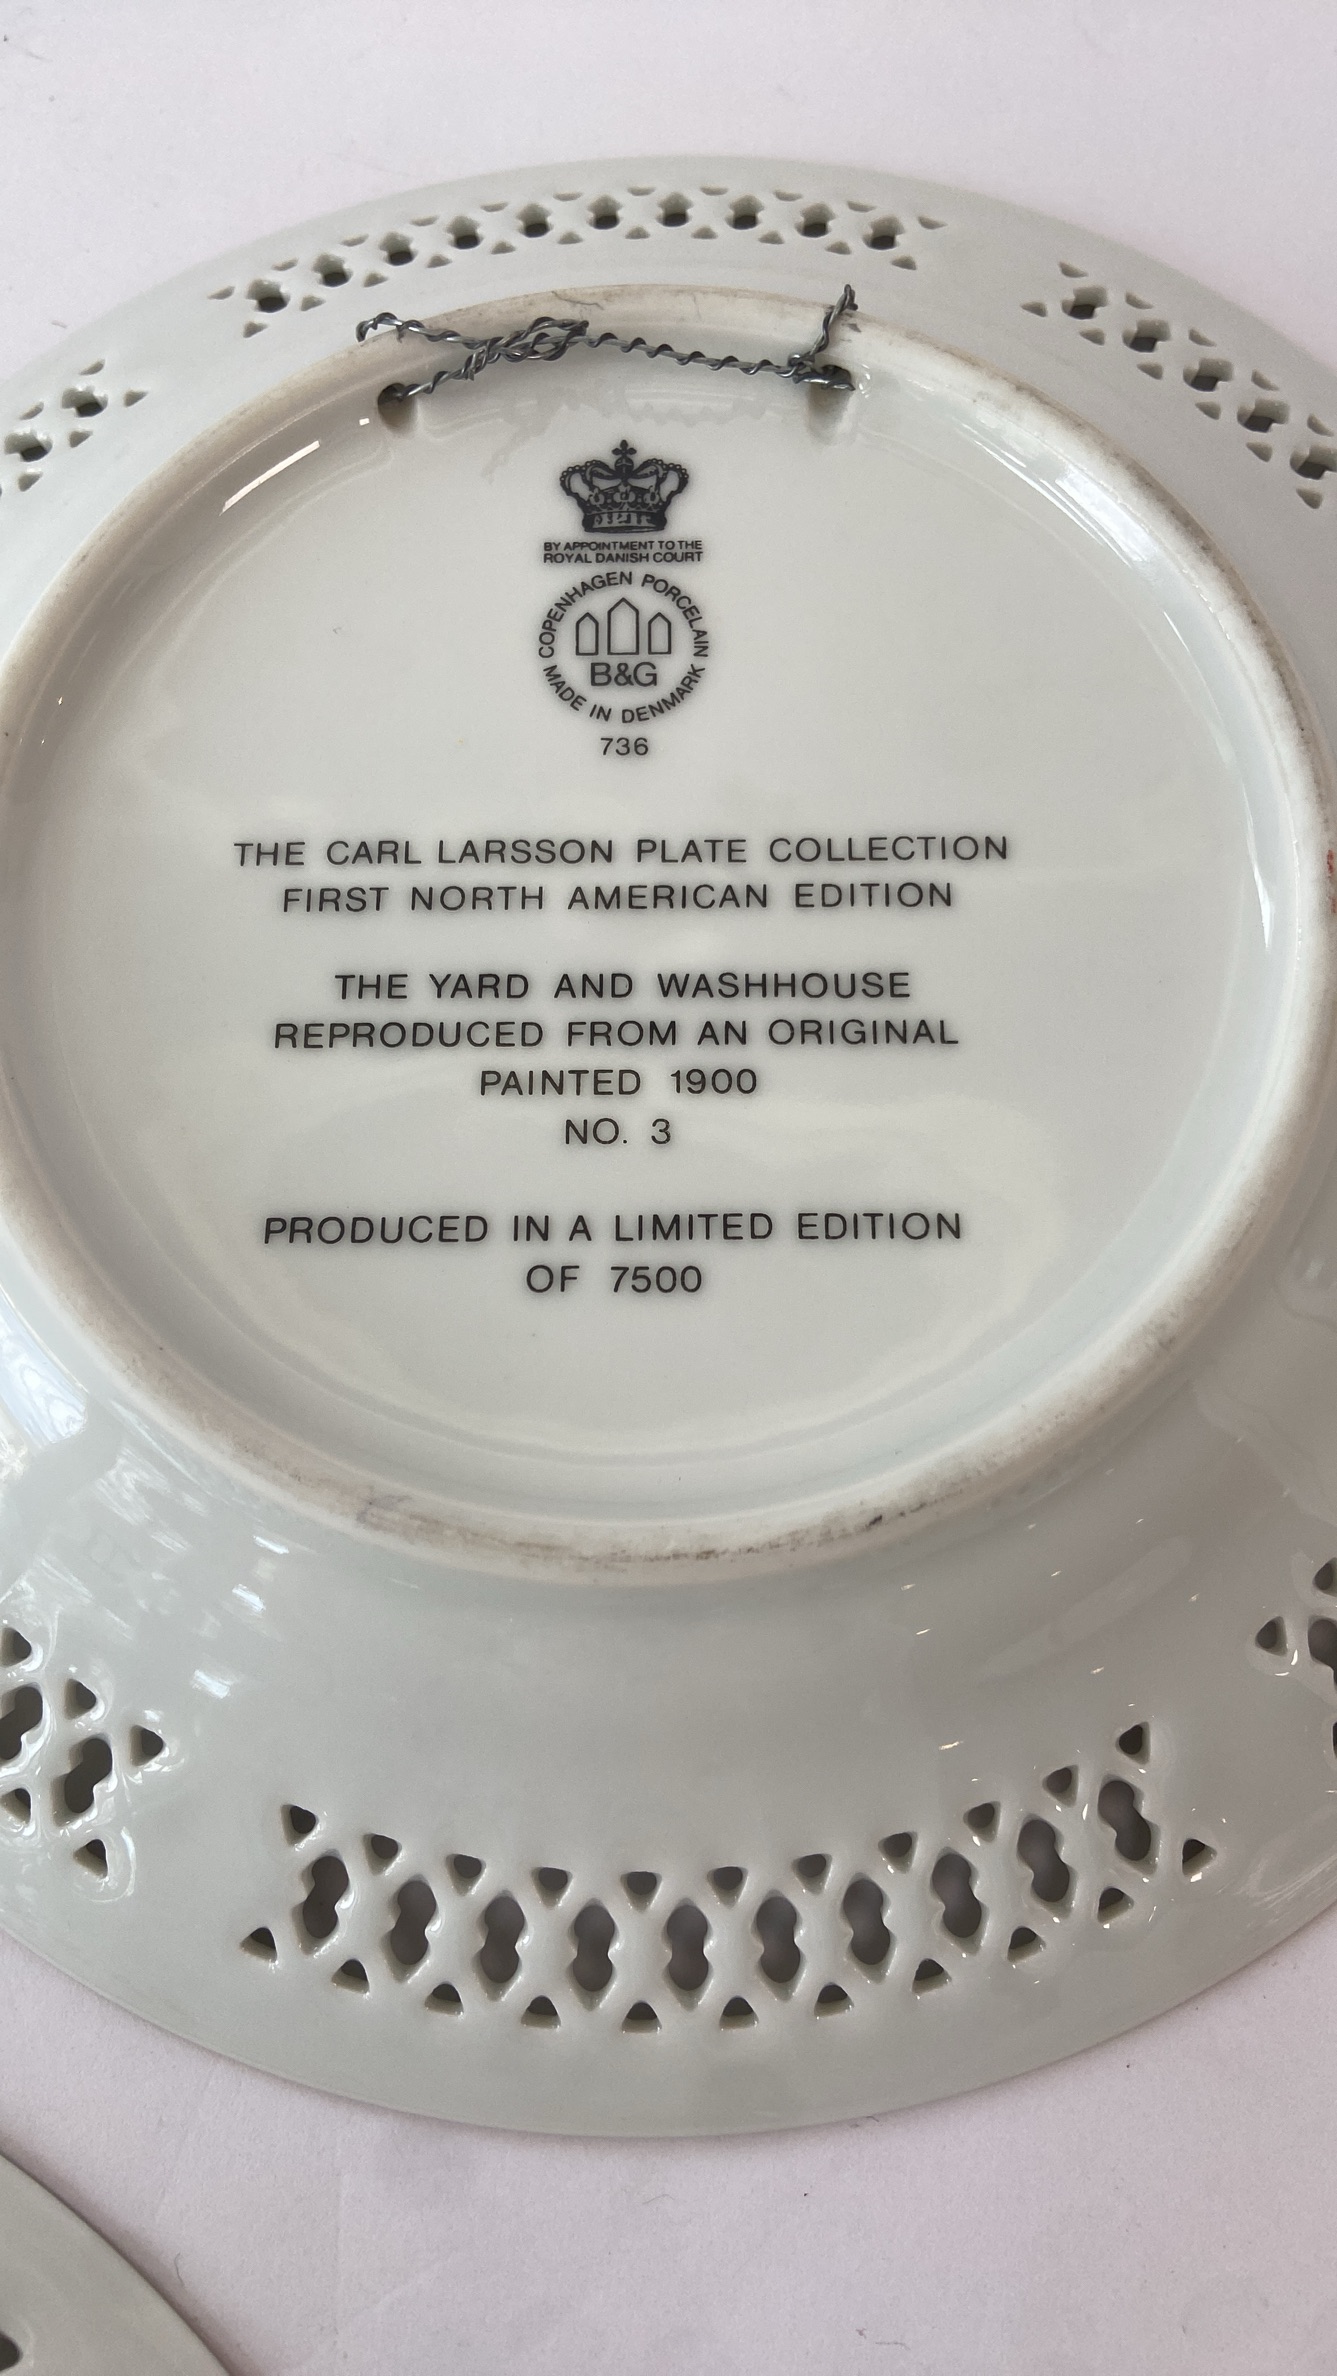 BY APPOINTMENT TO THE
ROYAL DANISH COURT
COPENHAGEN PORCELAIN
B&G
MADE IN DENMARK
736
THE CARL LARSSON PLATE COLLECTION
FIRST NORTH AMERICAN EDITION
THE YARD AND WASHHOUSE
REPRODUCED FROM AN ORIGINAL
PAINTED 1900
NO. 3
PRODUCED IN A LIMITED EDITION
OF 7500